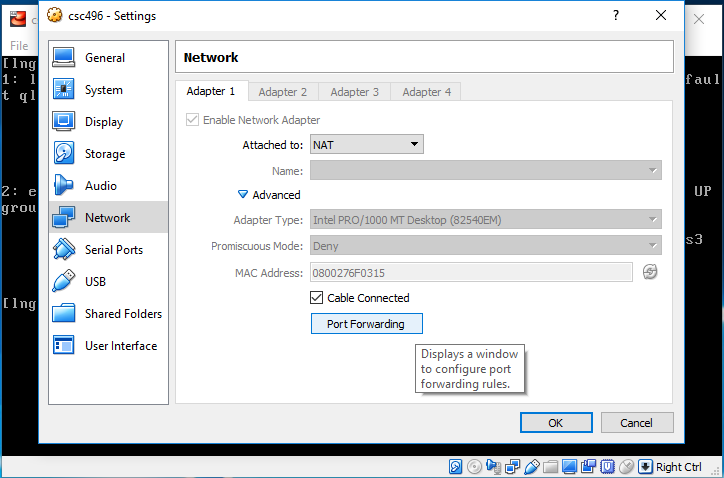 csc496 - Settings
File
[lng
1: l
faul
t ql
2: e
UP
grou
s3
[lng
General
System
Display
Storage
Audio
Network
Serial Ports
USB
Shared Folders
User Interface
Network
Adapter 1 Adapter 2 Adapter 3 Adapter 4
Enable Network Adapter
Attached to: NAT
Name:
Advanced
Adapter Type: Intel PRO/1000 MT Desktop (82540EM)
Promiscuous Mode: Deny
MAC Address: 0800276F0315
Cable Connected
Port Forwarding
Displays a window
to configure port
forwarding rules.
OK Cancel
Right Ctrl